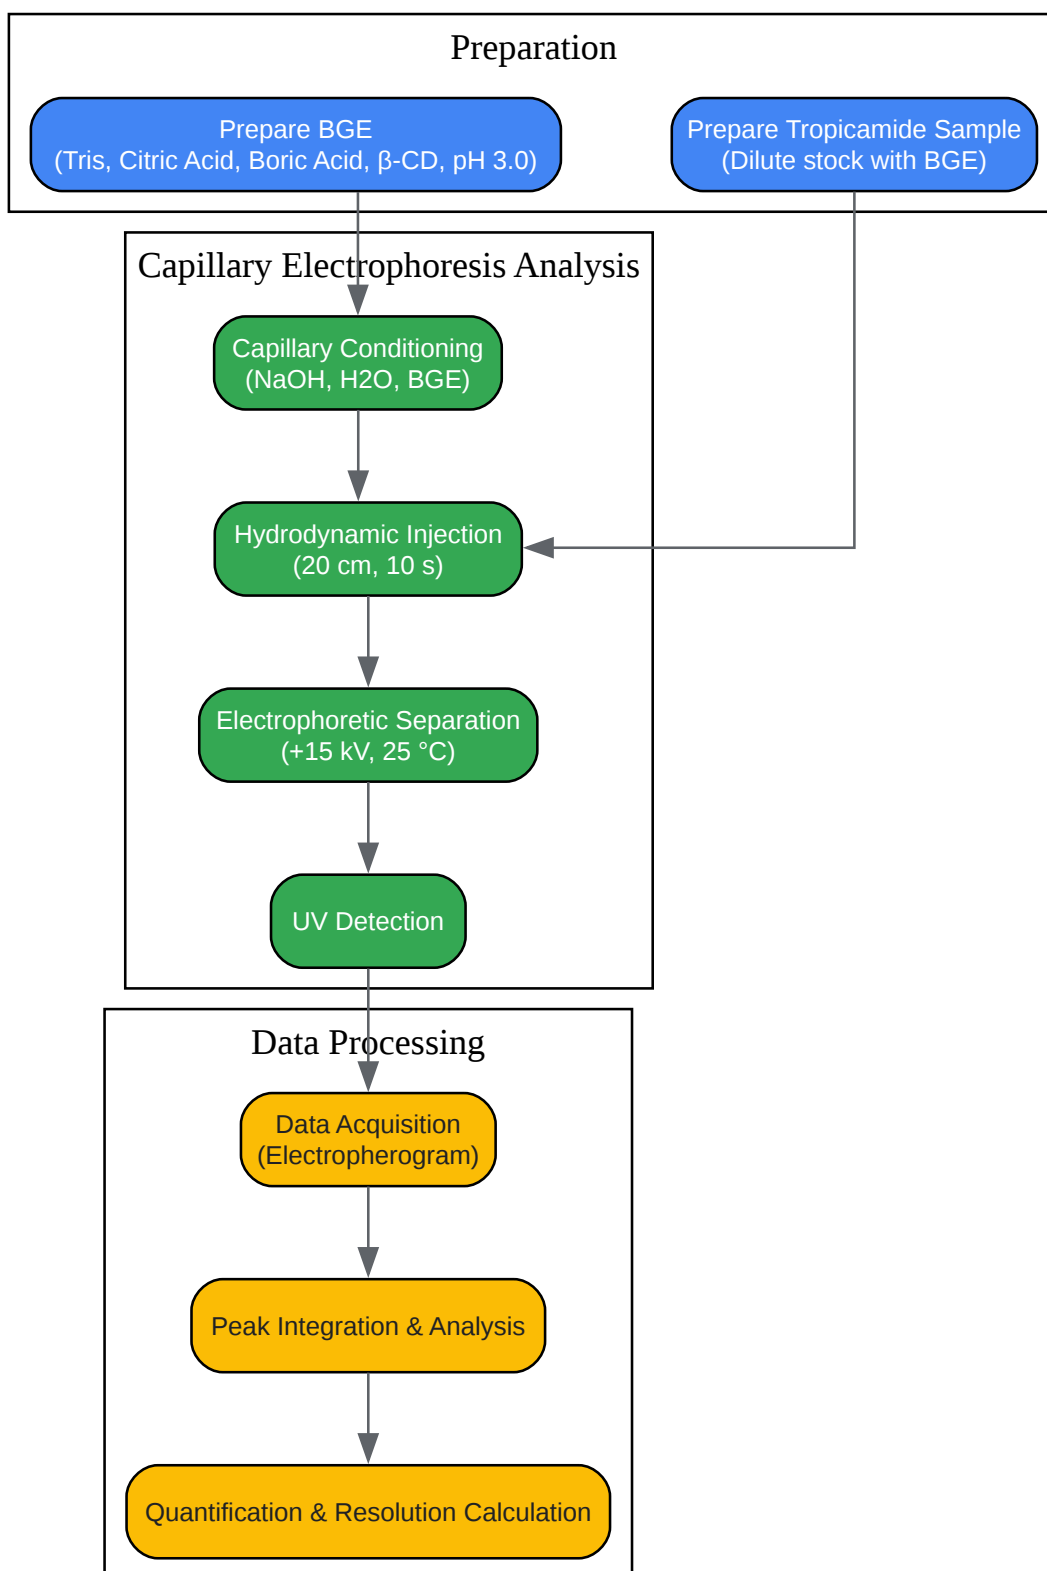 Preparation
Prepare BGE
(Tris, Citric Acid, Boric Acid, β-CD, pH 3.0)
Prepare Tropicamide Sample
(Dilute stock with BGE)
Capillary Electrophoresis Analysis
Capillary Conditioning
(NaOH, H2O, BGE)
Hydrodynamic Injection
(20 cm, 10 s)
Electrophoretic Separation
(+15 kV, 25 °C)
UV Detection
Data Processing
Data Acquisition
(Electropherogram)
Peak Integration & Analysis
Quantification & Resolution Calculation